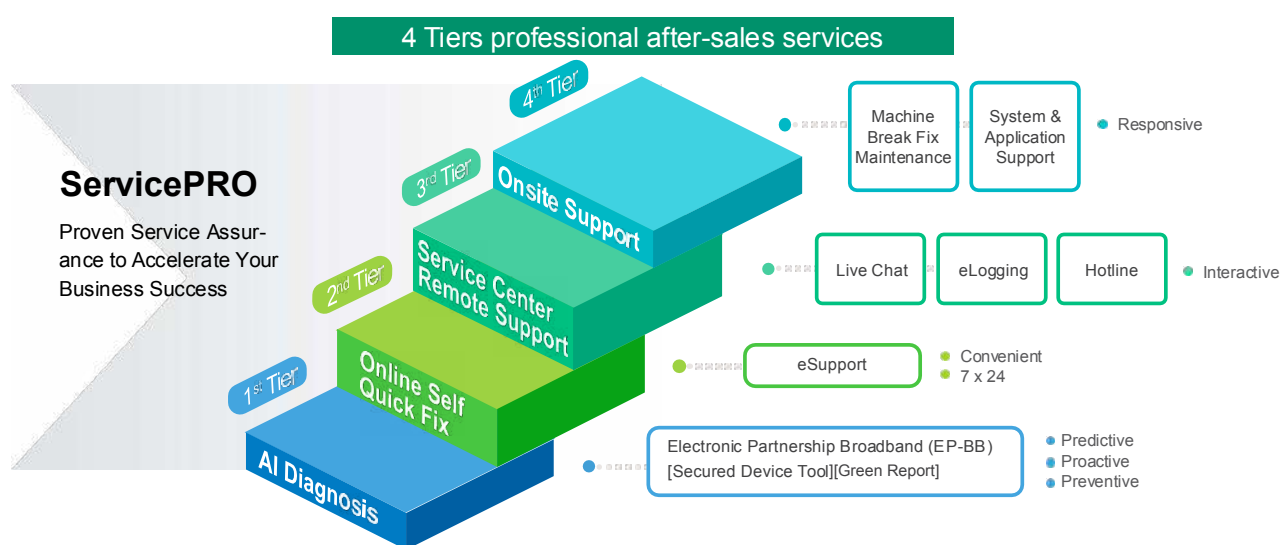 4 Tiers professional after-sales services
ServicePRO
Proven Service Assur-
ance to Accelerate Your
Business Success
4th Tier
Onsite Support
Machine
Break Fix
Maintenance
System &
Application
Support
Responsive
3rd Tier
Service Center
Remote Support
Live Chat
eLogging
Hotline
Interactive
2nd Tier
Online Self
Quick Fix
eSupport
Convenient
7 x 24
1st Tier
AI Diagnosis
Electronic Partnership Broadband (EP-BB)
[Secured Device Tool][Green Report]
Predictive
Proactive
Preventive